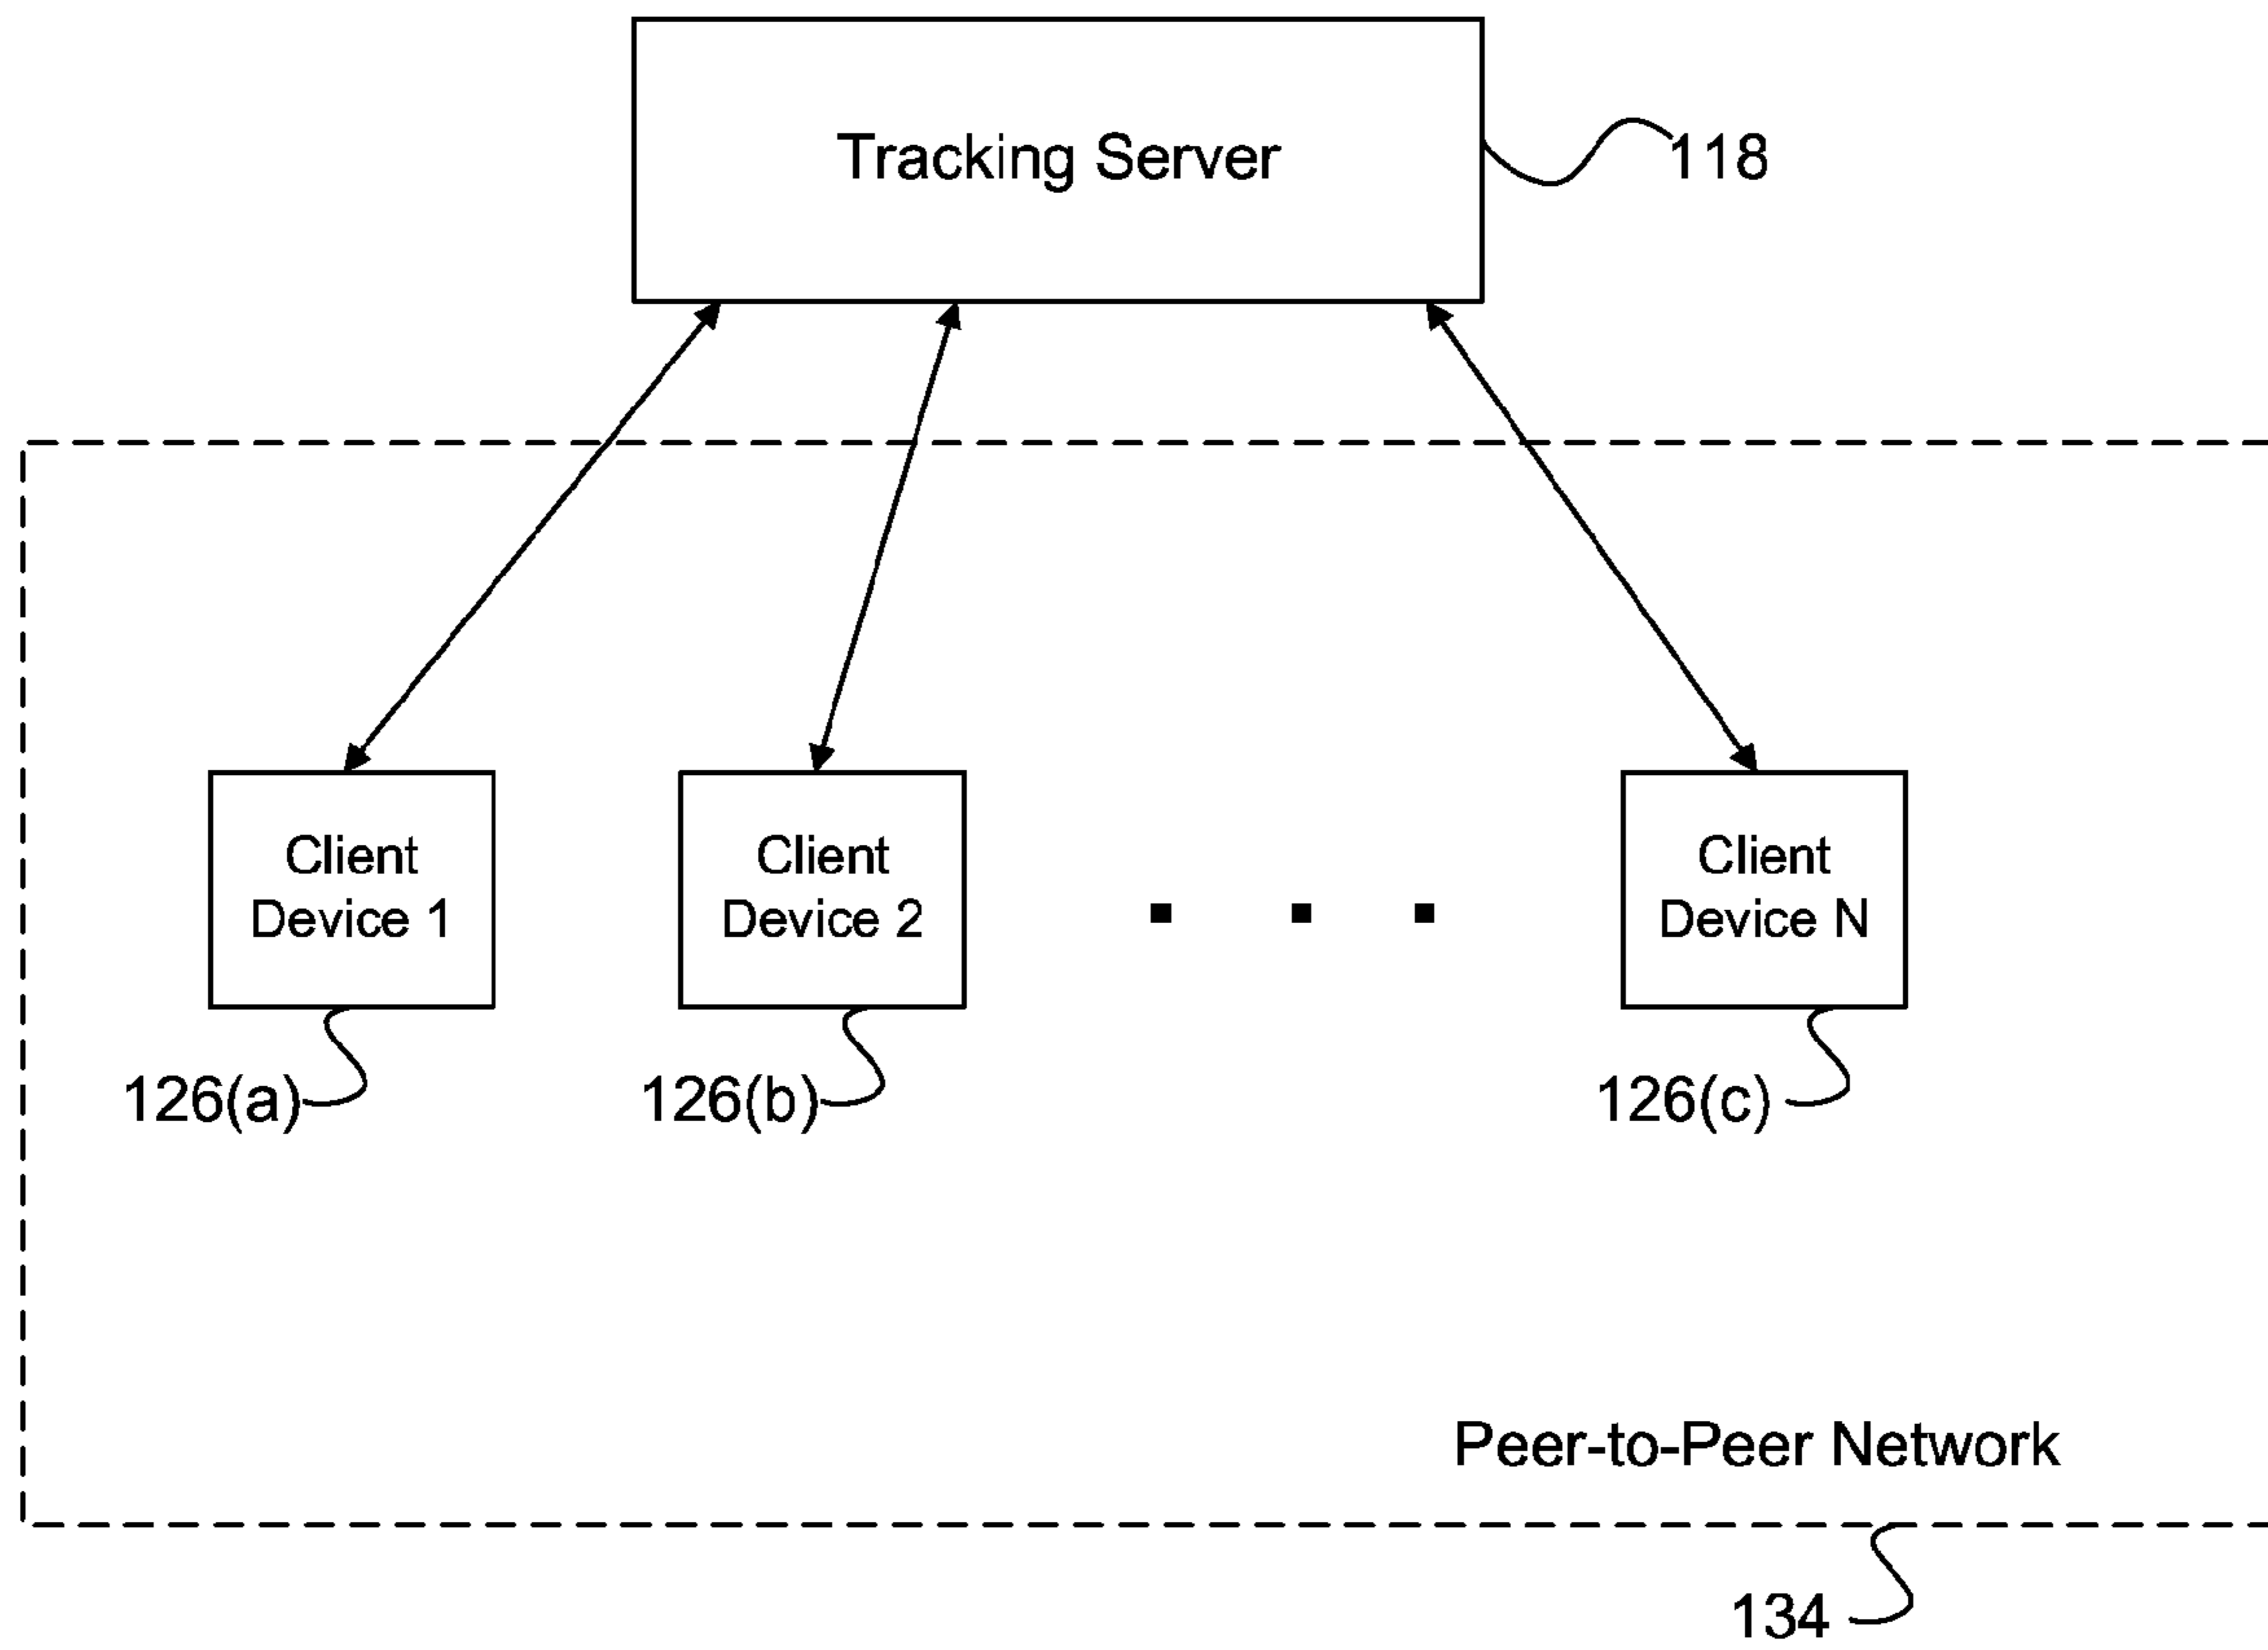 Tracking Server
118
Client
Device 1
Client
Device 2
Client
Device N
126(a)
126(b)
126(c)
Peer-to-Peer Network
134